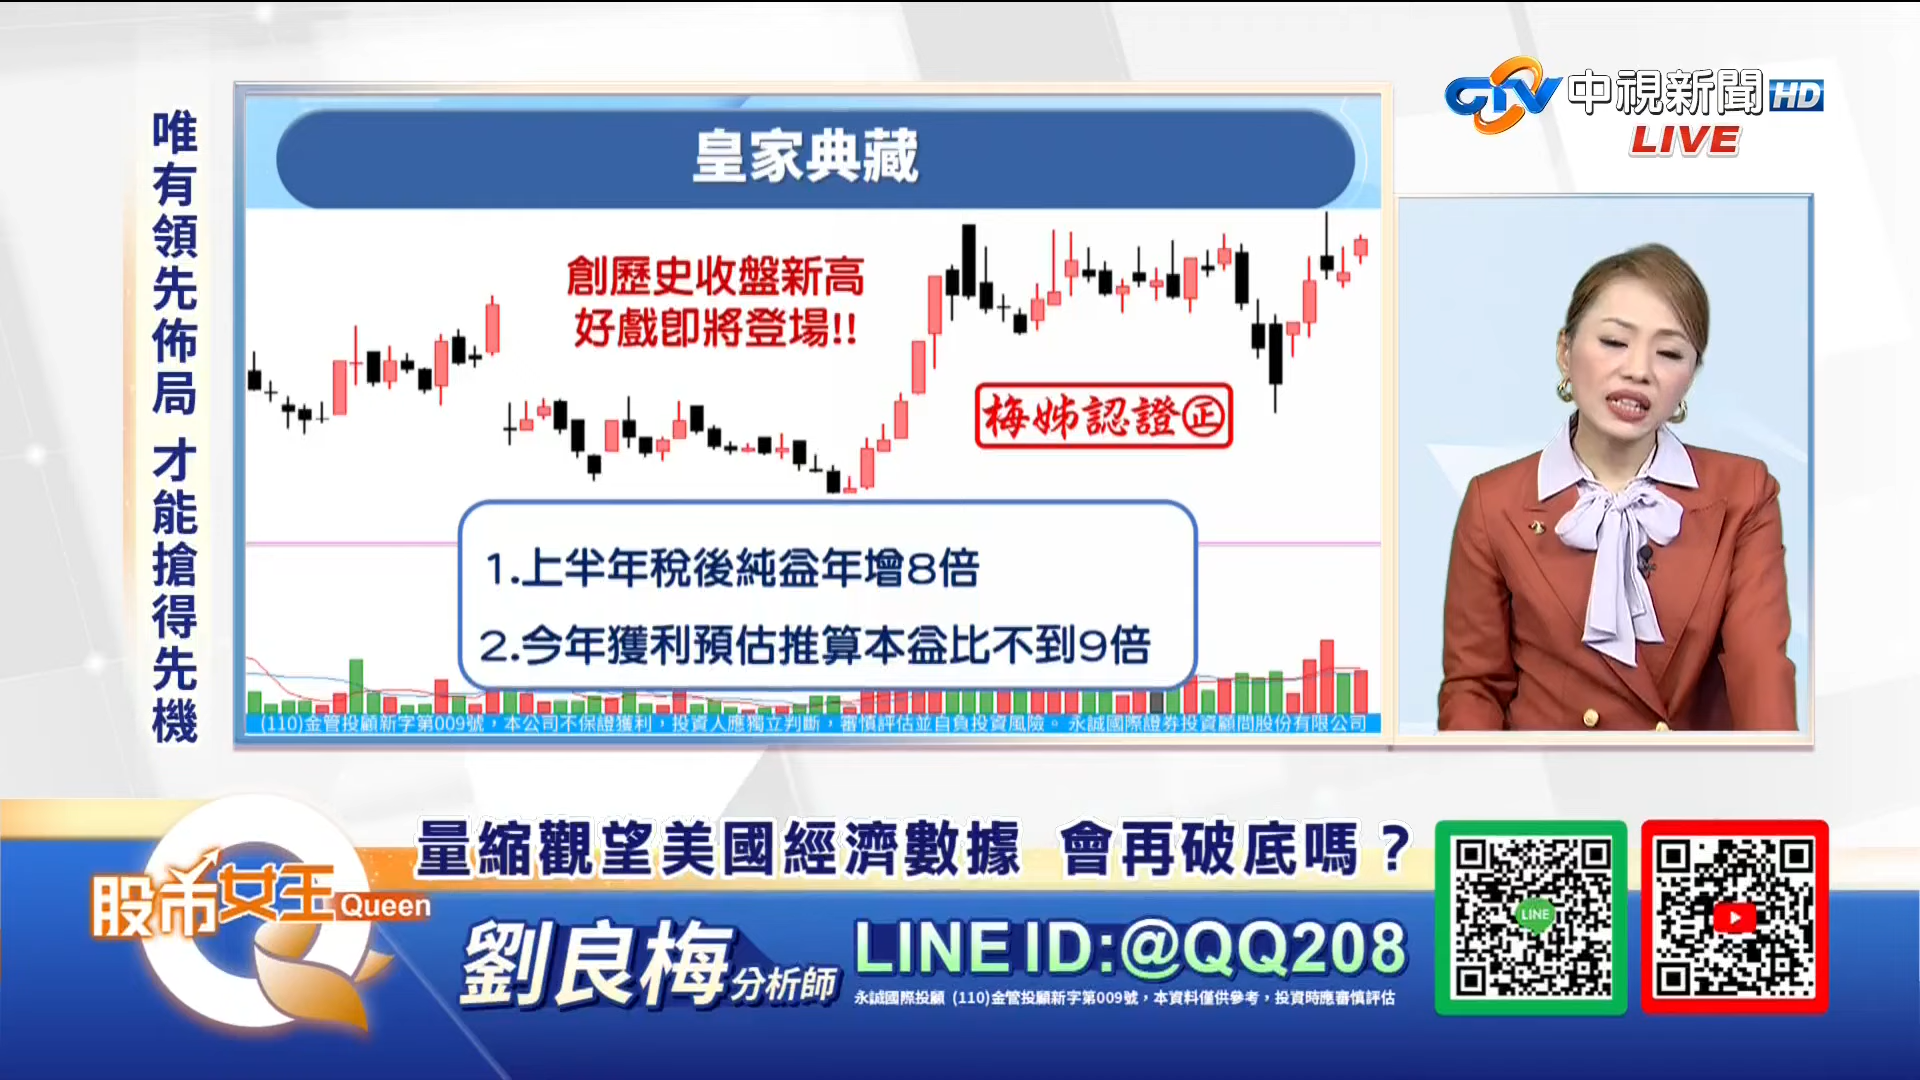 唯有領先佈局 才能搶得先機
皇家典藏
創歷史收盤新高
好戲即將登場!!
梅姊認證正
1.上半年稅後純益年增8倍
2.今年獲利預估推算本益比不到9倍
(110)金管投顧新字第009號，本公司不保證獲利，投資人應獨立判斷，審慎評估並自負投資風險。永誠國際證券投資顧問股份有限公司
CTV中視新聞HD
LIVE
量縮觀望美國經濟數據 會再破底嗎？
股市女王Queen
劉良梅分析師
LINE ID:@QQ208
永誠國際投顧 (110)金管投顧新字第009號，本資料僅供參考，投資時應審慎評估
LINE